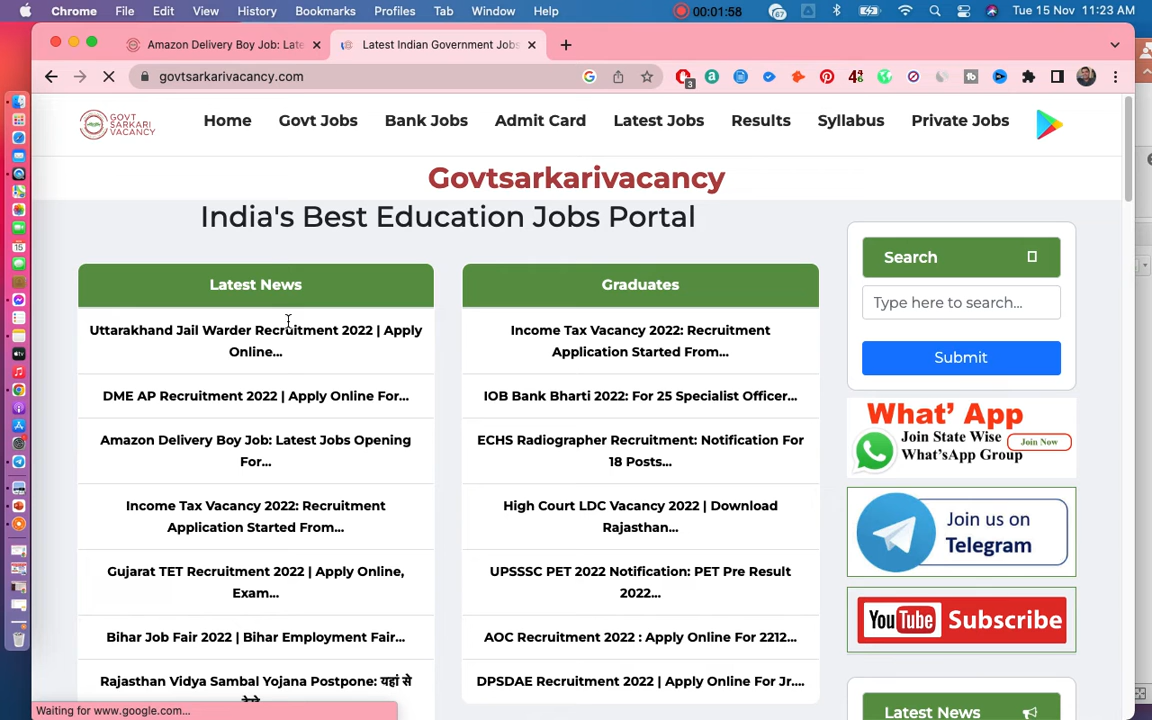 Chrome File Edit View History Bookmarks Profiles Tab Window Help 00:01:58 67 Tue 15 Nov 11:23 AM
Amazon Delivery Boy Job: Late
Latest Indian Government Jobs
govtsarkarivacancy.com
GOVT
SARKARI
VACANCY
Home Govt Jobs Bank Jobs Admit Card Latest Jobs Results Syllabus Private Jobs
Govtsarkarivacancy
India's Best Education Jobs Portal
Latest News
Uttarakhand Jail Warder Recruitment 2022 | Apply
Online...
DME AP Recruitment 2022 | Apply Online For...
Amazon Delivery Boy Job: Latest Jobs Opening
For...
Income Tax Vacancy 2022: Recruitment
Application Started From...
Gujarat TET Recruitment 2022 | Apply Online,
Exam...
Bihar Job Fair 2022 | Bihar Employment Fair...
Rajasthan Vidya Sambal Yojana Postpone: यहां से
Graduates
Income Tax Vacancy 2022: Recruitment
Application Started From...
IOB Bank Bharti 2022: For 25 Specialist Officer...
ECHS Radiographer Recruitment: Notification For
18 Posts...
High Court LDC Vacancy 2022 | Download
Rajasthan...
UPSSSC PET 2022 Notification: PET Pre Result
2022...
AOC Recruitment 2022 : Apply Online For 2212...
DPSDAE Recruitment 2022 | Apply Online For Jr....
Search
Type here to search...
Submit
What' App
Join State Wise
What'sApp Group
Join Now
Join us on
Telegram
YouTube Subscribe
Latest News
Waiting for www.google.com...